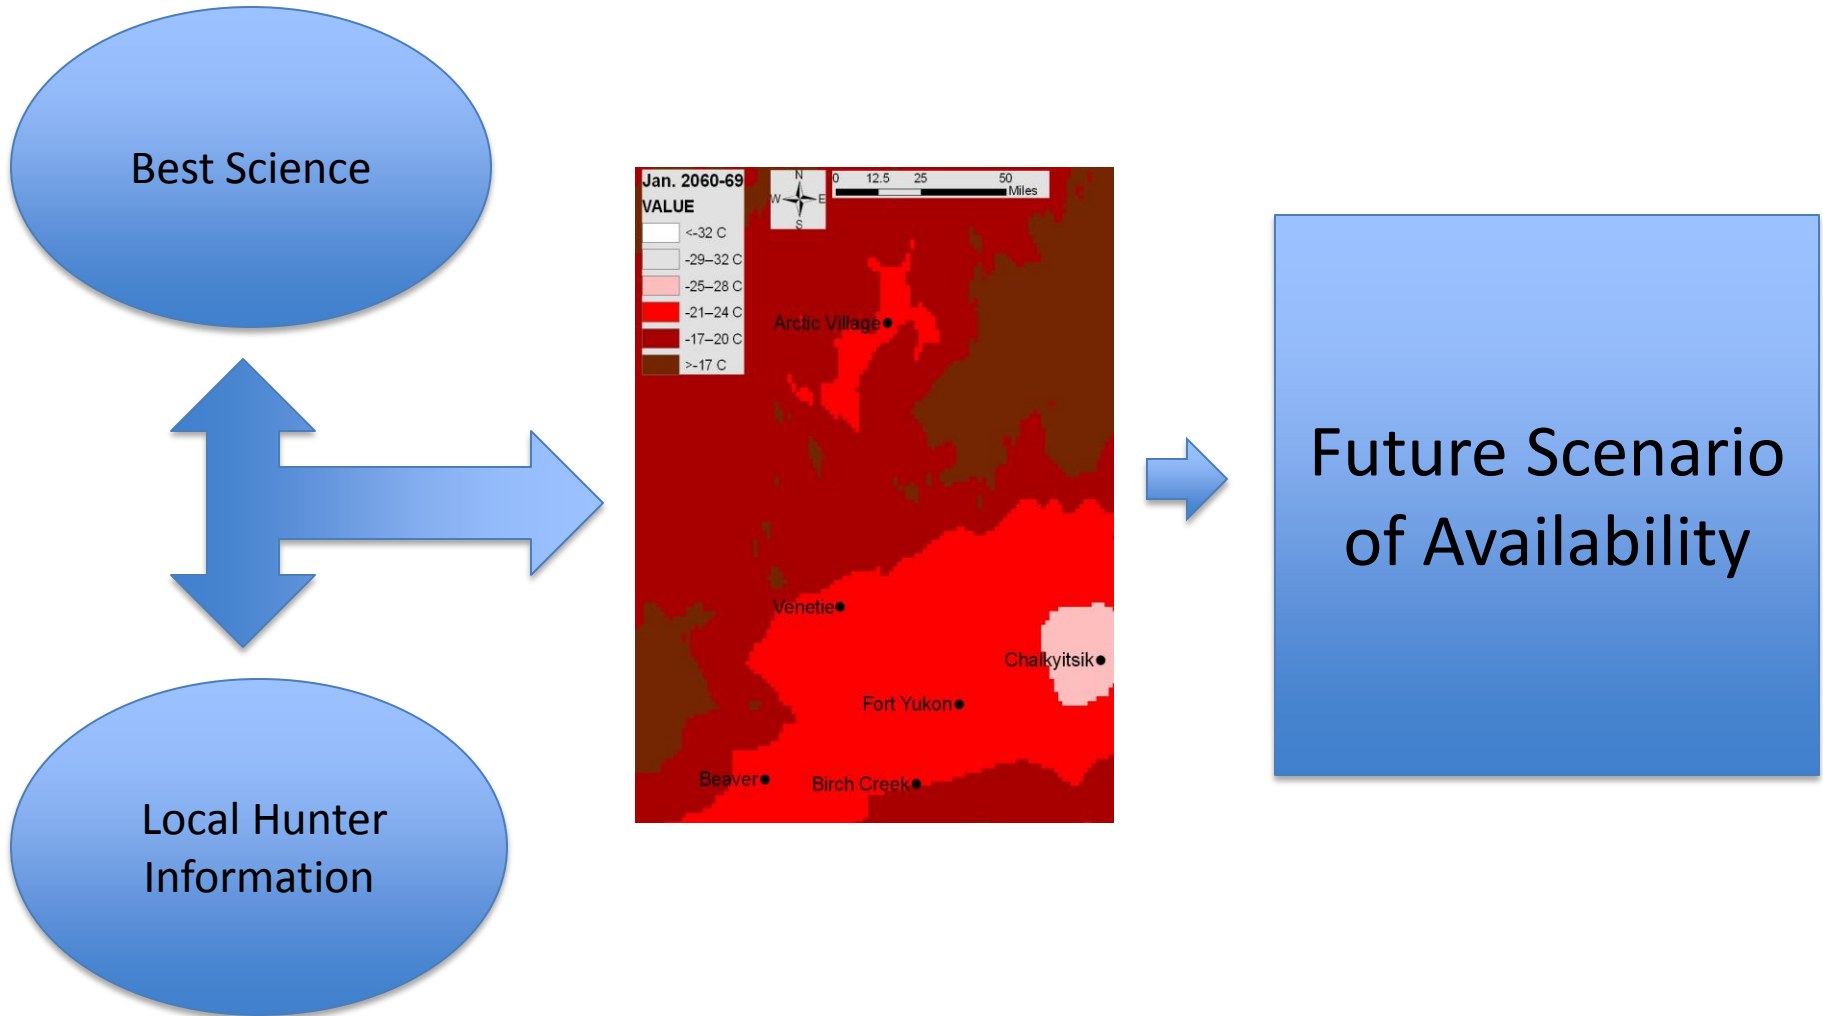 Best Science
Jan. 2060-69
VALUE
<-32 C
-29–32 C
-25–28 C
-21–24 C
-17–20 C
>-17 C
N
W E
S
0 12.5 25 50
Miles
Arctic Village
Venetie
Chalkyitsik
Fort Yukon
Beaver
Birch Creek
Future Scenario
of Availability
Local Hunter
Information